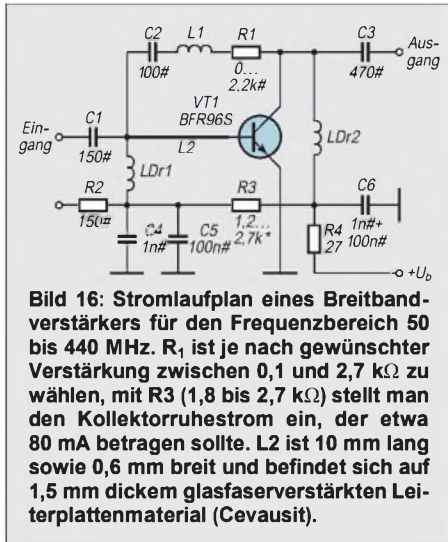 C2
100#
L1
R1
0...
2,2k#
C3
470#
Aus-
gang
VT1
BFR96S
Ein-
gang
C1
150#
L2
LDr1
LDr2
R2
150#
R3
1,2...
2,7k*
C6
1n#+
100n#
C4
1n#
C5
100n#
R4
27
+Ub
Bild 16: Stromlaufplan eines Breitband-
verstärkers für den Frequenzbereich 50
bis 440 MHz. R1 ist je nach gewünschter
Verstärkung zwischen 0,1 und 2,7 kΩ zu
wählen, mit R3 (1,8 bis 2,7 kΩ) stellt man
den Kollektorruhestrom ein, der etwa
80 mA betragen sollte. L2 ist 10 mm lang
sowie 0,6 mm breit und befindet sich auf
1,5 mm dickem glasfaserverstärkten Lei-
terplattenmaterial (Cevausit).